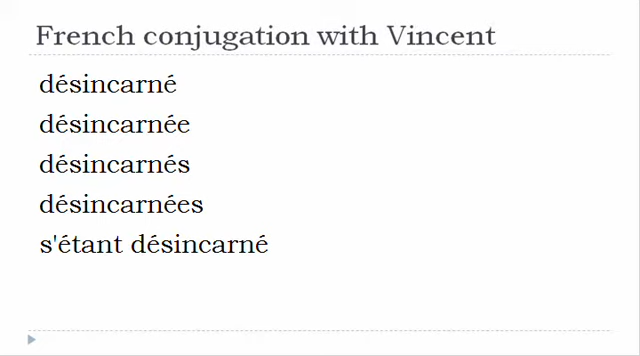 French conjugation with Vincent
désincarné
désincarnée
désincarnés
désincarnées
s'étant désincarné